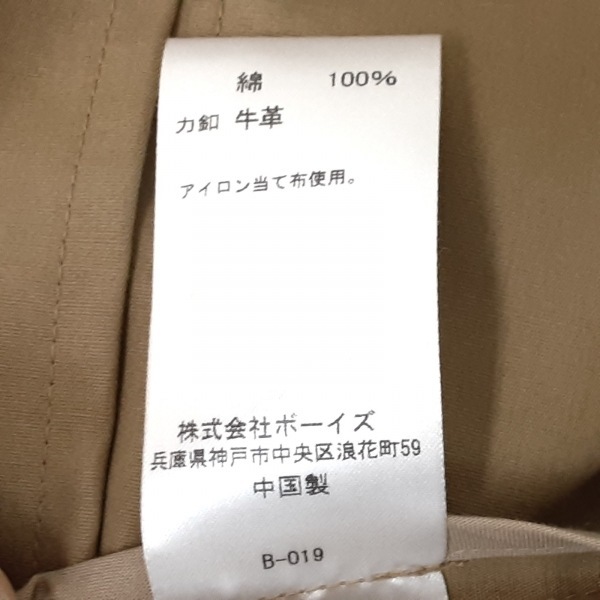 綿 100%
力釦 牛革
アイロン当て布使用。
株式会社ボーイズ
兵庫県神戸市中央区浪花町59
中国製
B-019